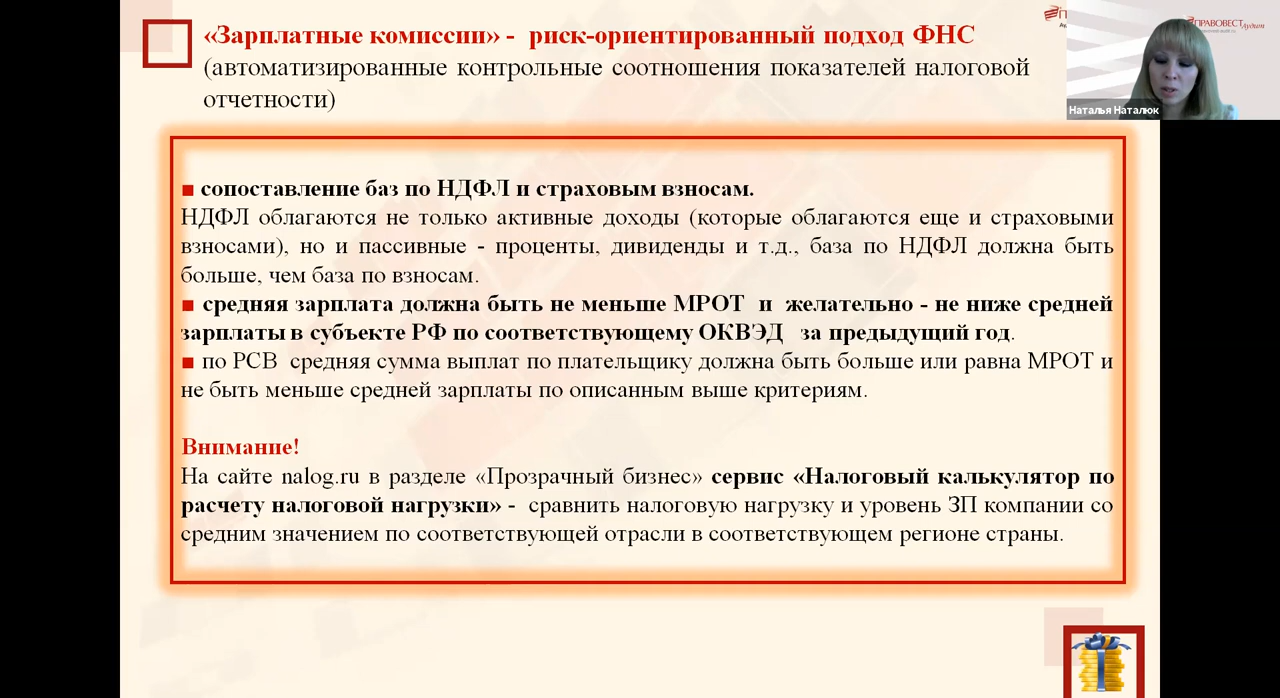 «Зарплатные комиссии» - риск-ориентированный подход ФНС
(автоматизированные контрольные соотношения показателей налоговой
отчетности)
ПРАВОВЕСТ
Аудит
Наталья Наталюк
■ сопоставление баз по НДФЛ и страховым взносам.
НДФЛ облагаются не только активные доходы (которые облагаются еще и страховыми
взносами), но и пассивные - проценты, дивиденды и т.д., база по НДФЛ должна быть
больше, чем база по взносам.
■ средняя зарплата должна быть не меньше МРОТ и желательно - не ниже средней
зарплаты в субъекте РФ по соответствующему ОКВЭД за предыдущий год.
■ по РСВ средняя сумма выплат по плательщику должна быть больше или равна МРОТ и
не быть меньше средней зарплаты по описанным выше критериям.
Внимание!
На сайте nalog.ru в разделе «Прозрачный бизнес» сервис «Налоговый калькулятор по
расчету налоговой нагрузки» - сравнить налоговую нагрузку и уровень ЗП компании со
средним значением по соответствующей отрасли в соответствующем регионе страны.